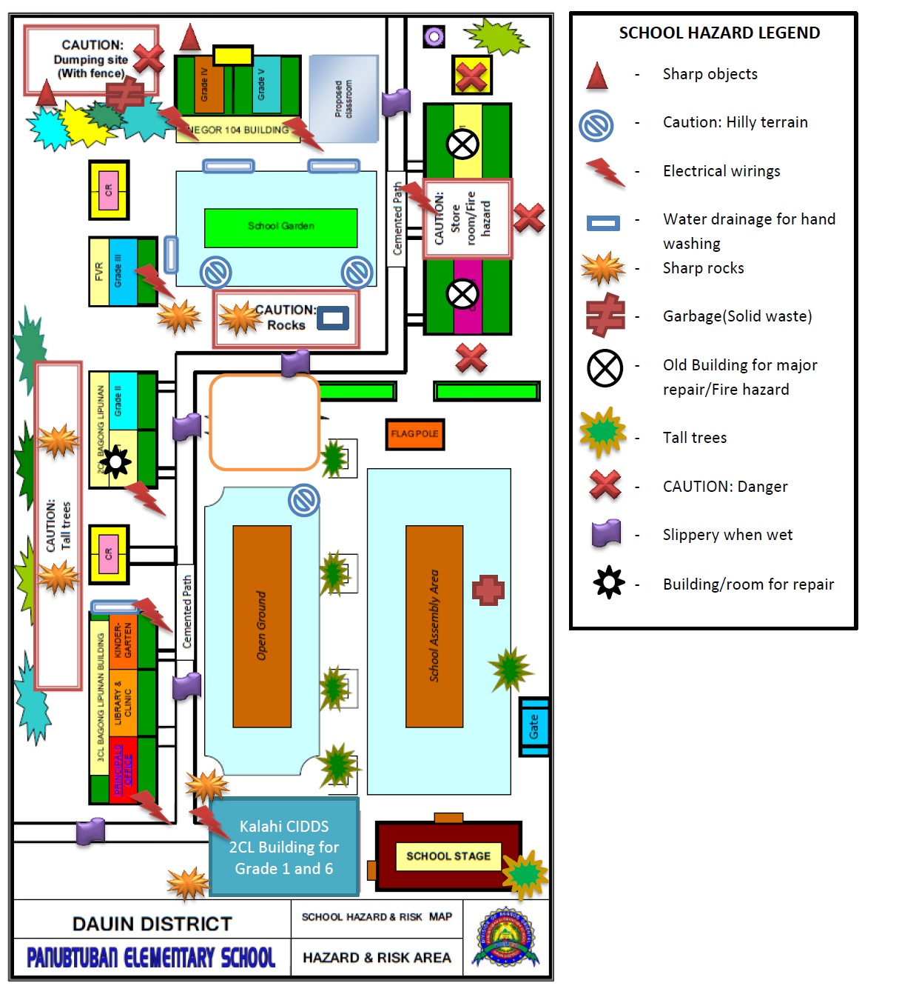 CAUTION:
Dumping site
(With fence)
Grade IV
Grade V
Proposed
classroom
NEGOR 104 BUILDING
CR
School Garden
Cemented Path
CAUTION:
Store
room/Fire
hazard
FVR
Grade III
CAUTION:
Rocks
2CL BAGONG LIPUNAN
Grade II
FLAGPOLE
CAUTION:
Tall trees
CR
Cemented Path
Open Ground
School Assembly Area
3CL BAGONG LIPUNAN BUILDING
KINDER-
GARTEN
LIBRARY &
CLINIC
PRINCIPALS
OFFICE
Gate
Kalahi CIDDS
2CL Building for
Grade 1 and 6
SCHOOL STAGE
DAUIN DISTRICT
PANUBTUBAN ELEMENTARY SCHOOL
SCHOOL HAZARD & RISK MAP
HAZARD & RISK AREA
SCHOOL HAZARD LEGEND
- Sharp objects
- Caution: Hilly terrain
- Electrical wirings
- Water drainage for hand
washing
- Sharp rocks
- Garbage(Solid waste)
- Old Building for major
repair/Fire hazard
- Tall trees
- CAUTION: Danger
- Slippery when wet
- Building/room for repair